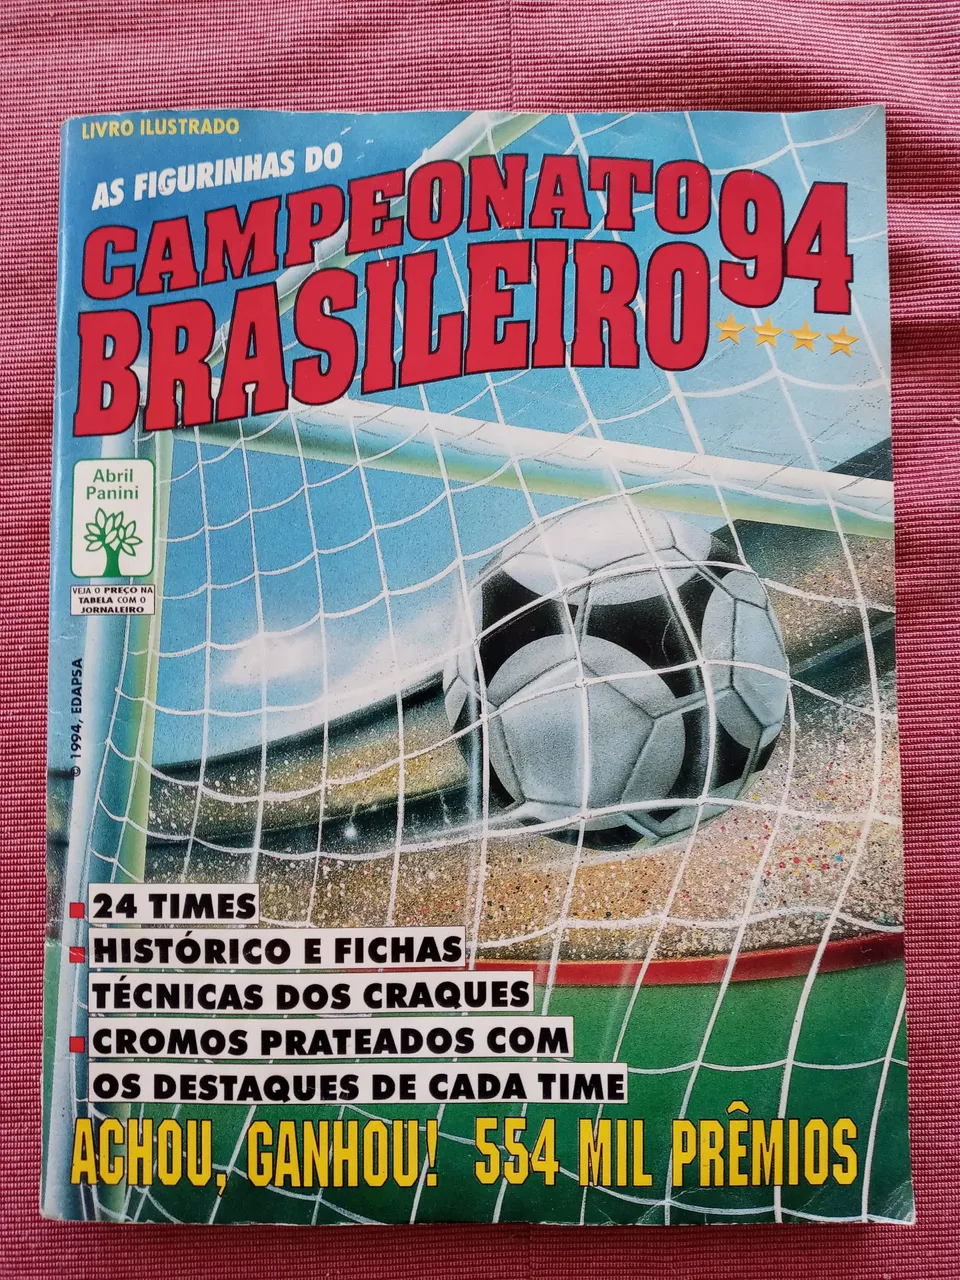 LIVRO ILUSTRADO
AS FIGURINHAS DO
CAMPEONATO
BRASILEIRO 94
Abril
Panini
VEJA O PREÇO NA
TABELA COM O
JORNALEIRO
© 1994, EDAPSA
24 TIMES
HISTÓRICO E FICHAS
TÉCNICAS DOS CRAQUES
CROMOS PRATEADOS COM
OS DESTAQUES DE CADA TIME
ACHOU, GANHOU! 554 MIL PRÊMIOS